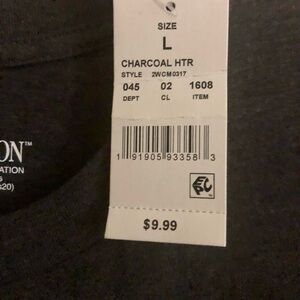 SIZE
L
CHARCOAL HTR
STYLE 2WCM0317
045 02 1608
DEPT CL ITEM
1 91905 93358 3
$9.99
ON™
ATION
s20)